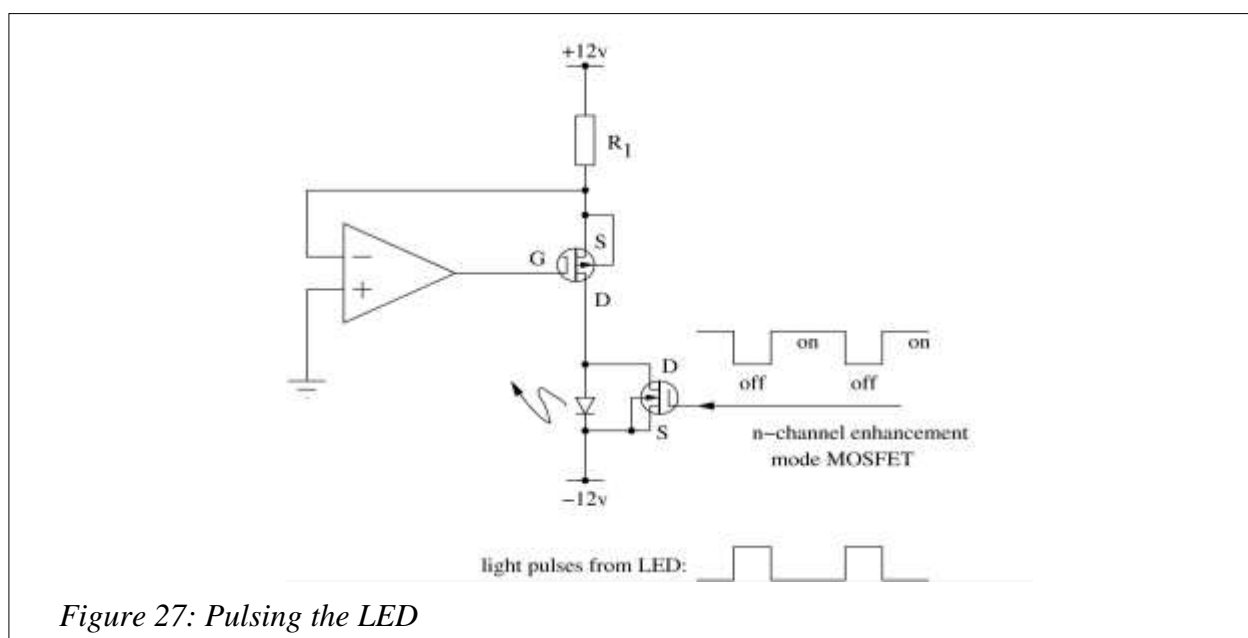 +12v
R1
S
G
D
− 
+
on on
D
off off
S
n−channel enhancement
mode MOSFET
−12v
light pulses from LED:
Figure 27: Pulsing the LED